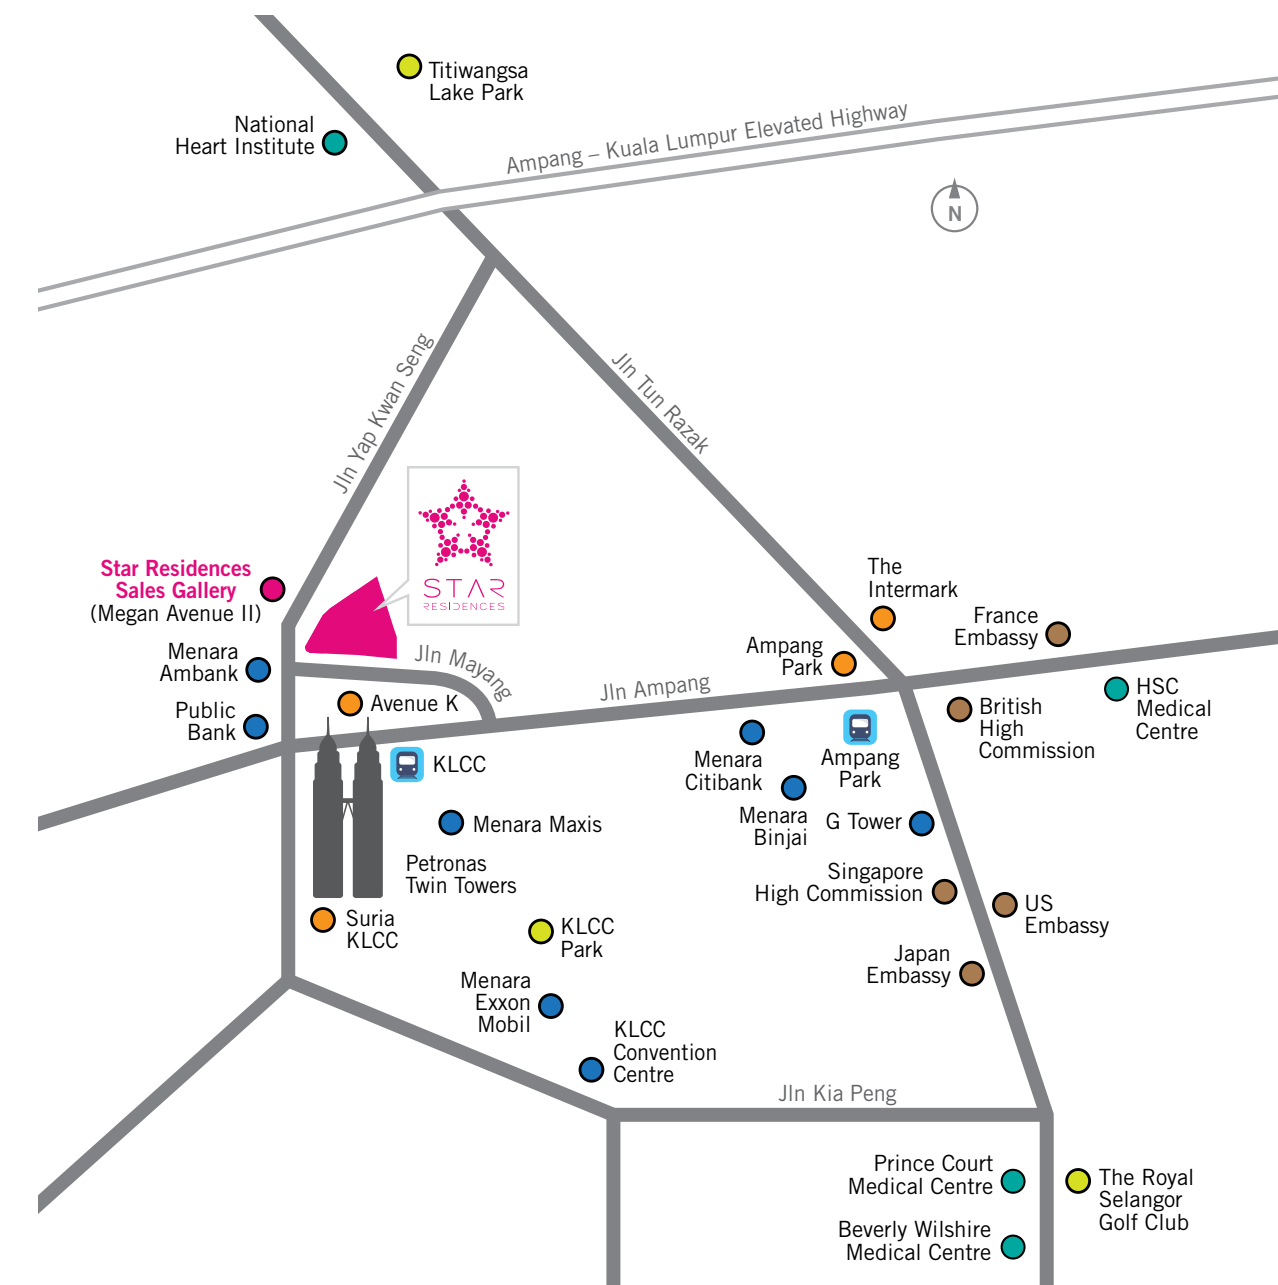 Titiwangsa
Lake Park
National
Heart Institute
Ampang – Kuala Lumpur Elevated Highway
N
Jln Yap Kwan Seng
Jln Tun Razak
STAR
RESIDENCES
Star Residences
Sales Gallery
(Megan Avenue II)
The
Intermark
France
Embassy
Menara
Ambank
Jln Mayang
Ampang
Park
Jln Ampang
HSC
Medical
Centre
Public
Bank
Avenue K
British
High
Commission
KLCC
Menara
Citibank
Ampang
Park
Menara
Binjai
G Tower
Menara Maxis
Petronas
Twin Towers
Singapore
High Commission
US
Embassy
Suria
KLCC
KLCC
Park
Japan
Embassy
Menara
Exxon
Mobil
KLCC
Convention
Centre
Jln Kia Peng
Prince Court
Medical Centre
The Royal
Selangor
Golf Club
Beverly Wilshire
Medical Centre